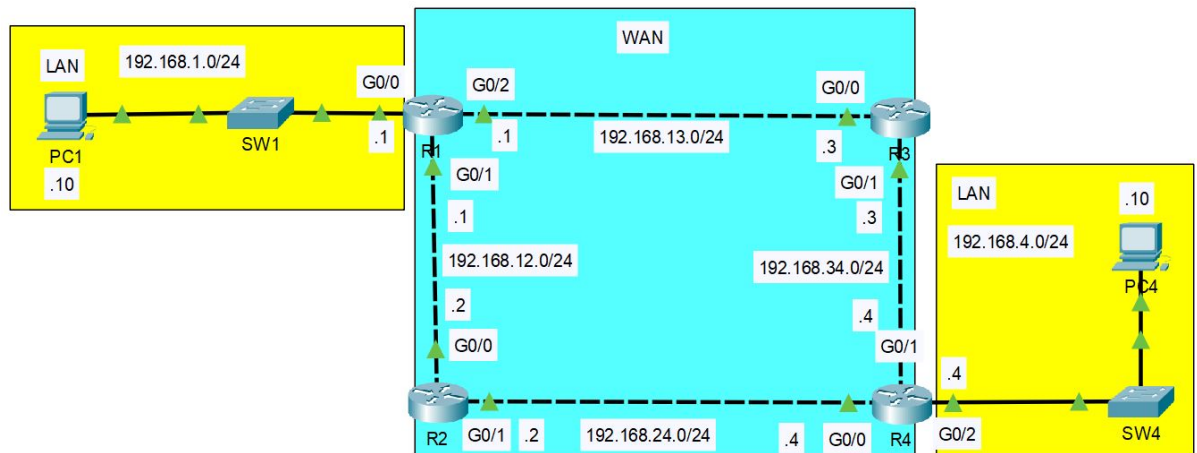 WAN
192.168.1.0/24
LAN
G0/0
G0/2
G0/0
192.168.13.0/24
.1
.1
.3
SW1
R1
R3
PC1
.10
G0/1
G0/1
LAN
.10
.1
.3
192.168.4.0/24
192.168.12.0/24
192.168.34.0/24
PC4
.2
.4
G0/0
G0/1
.4
R2
G0/1
.2
192.168.24.0/24
.4
G0/0
R4
G0/2
SW4